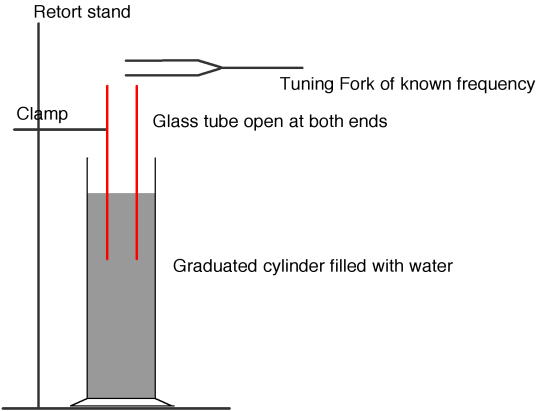 Retort stand
Tuning Fork of known frequency
Clamp
Glass tube open at both ends
Graduated cylinder filled with water